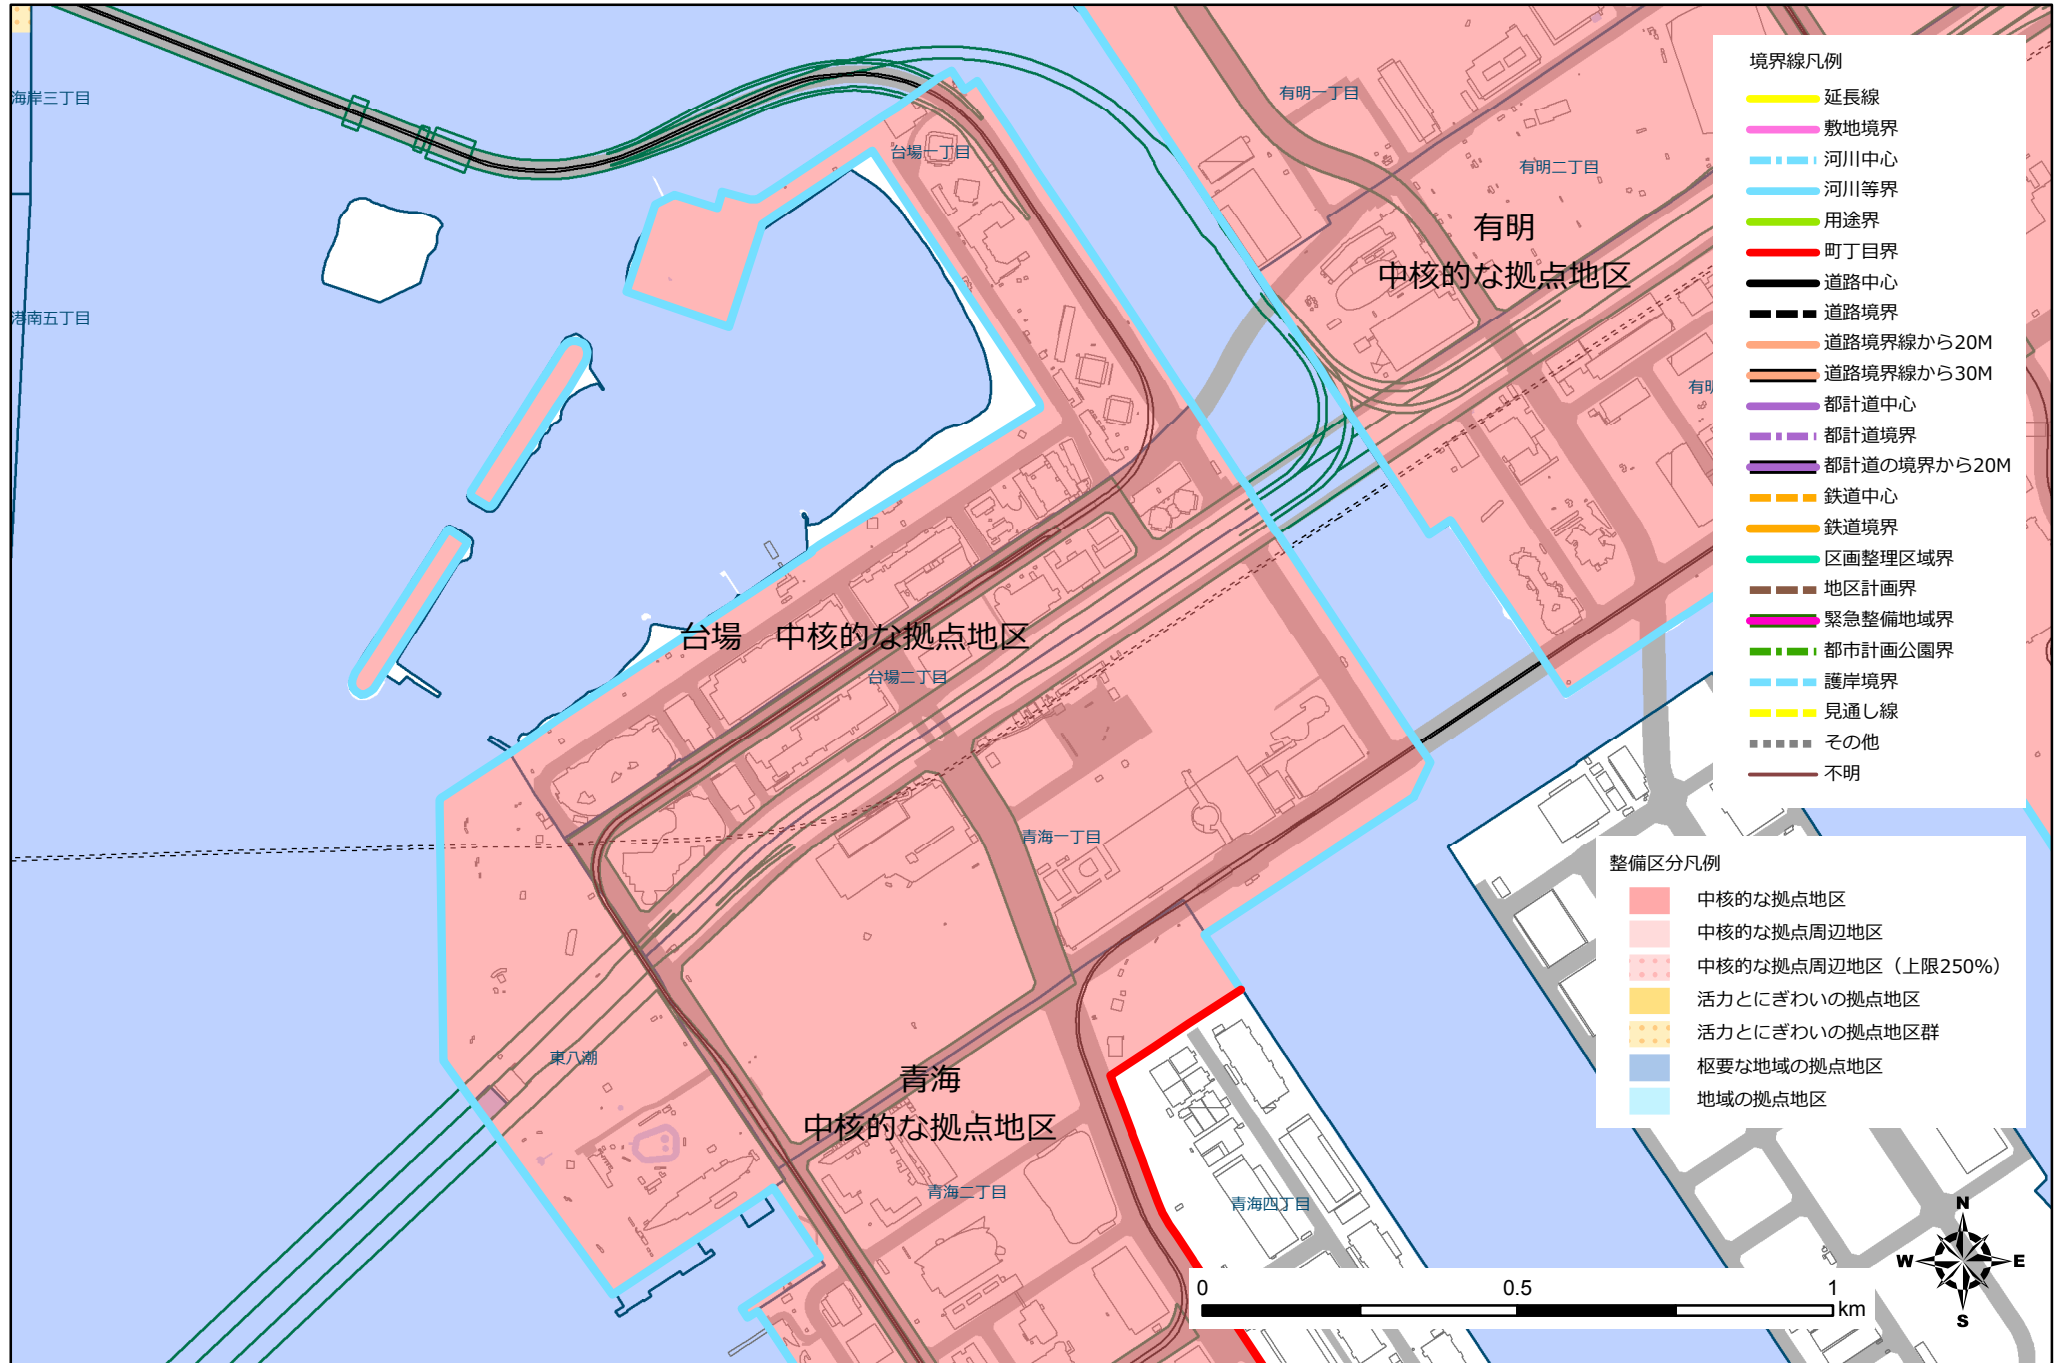 海岸三丁目
港南五丁目
台場一丁目
有明一丁目
有明二丁目
有明
中核的な拠点地区
台場 中核的な拠点地区
台場二丁目
青海一丁目
東八潮
青海
中核的な拠点地区
青海二丁目
青海四丁目
境界線凡例
延長線
敷地境界
河川中心
河川等界
用途界
町丁目界
道路中心
道路境界
道路境界線から20M
道路境界線から30M
都計道中心
都計道境界
都計道の境界から20M
鉄道中心
鉄道境界
区画整理区域界
地区計画界
緊急整備地域界
都市計画公園界
護岸境界
見通し線
その他
不明
整備区分凡例
中核的な拠点地区
中核的な拠点周辺地区
中核的な拠点周辺地区（上限250%）
活力とにぎわいの拠点地区
活力とにぎわいの拠点地区群
枢要な地域の拠点地区
地域の拠点地区
N
W E
S
0 0.5 1
km